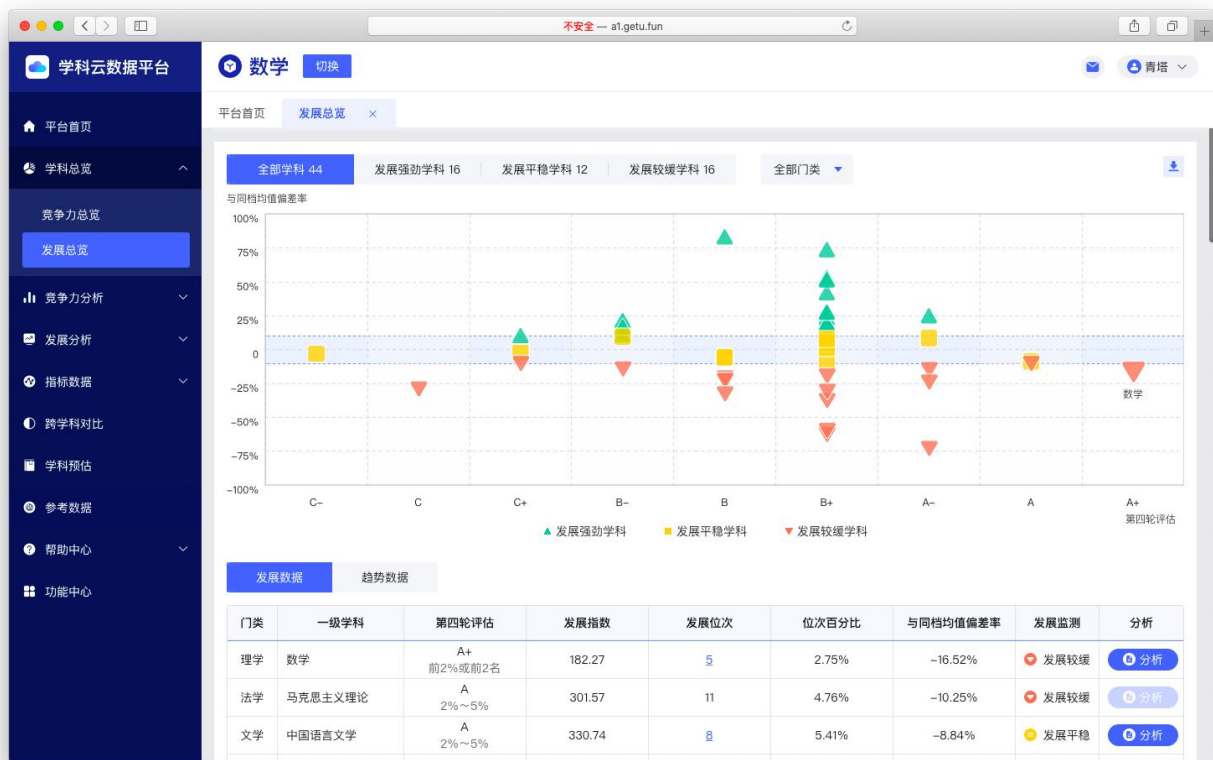 不安全 — a1.getu.fun
学科云数据平台
数学 切换
青塔
平台首页 发展总览 ×
平台首页
学科总览
竞争力总览
发展总览
竞争力分析
发展分析
指标数据
跨学科对比
学科预估
参考数据
帮助中心
功能中心
全部学科 44 发展强劲学科 16 发展平稳学科 12 发展较缓学科 16 全部门类
与同档均值偏差率
100%
75%
50%
25%
0
−25%
−50%
−75%
−100%
数学
C− C C+ B− B B+ A− A A+
第四轮评估
发展强劲学科 发展平稳学科 发展较缓学科
发展数据 趋势数据
门类 一级学科 第四轮评估 发展指数 发展位次 位次百分比 与同档均值偏差率 发展监测 分析
理学 数学 A+ 182.27 5 2.75% −16.52% 发展较缓 分析
前2%或前2名
法学 马克思主义理论 A 301.57 11 4.76% −10.25% 发展较缓 分析
2%～5%
文学 中国语言文学 A 330.74 8 5.41% −8.84% 发展平稳 分析
2%～5%